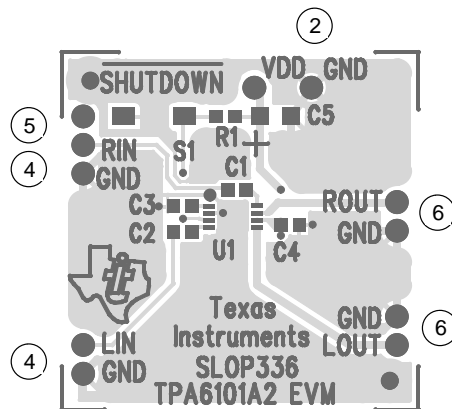 2
VDD GND
SHUTDOWN
C5
5
RIN
S1
R1
4
GND
C1
C3
ROUT
6
C2
U1
C4
GND
Texas
Instruments
GND
6
4
LIN
LOUT
GND
SLOP336
TPA6101A2 EVM